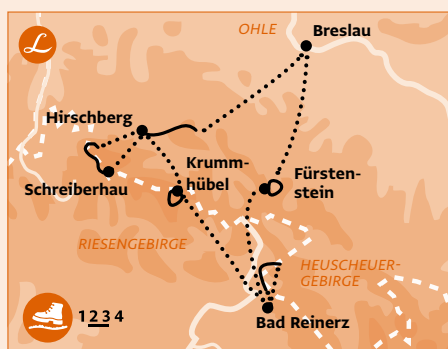 OHLE
Breslau
L
Hirschberg
Krumm-
hübel
Schreiberhau
Fürsten-
stein
RIESENGEBIRGE
HEUSCHEUER-
GEBIRGE
1234
Bad Reinerz